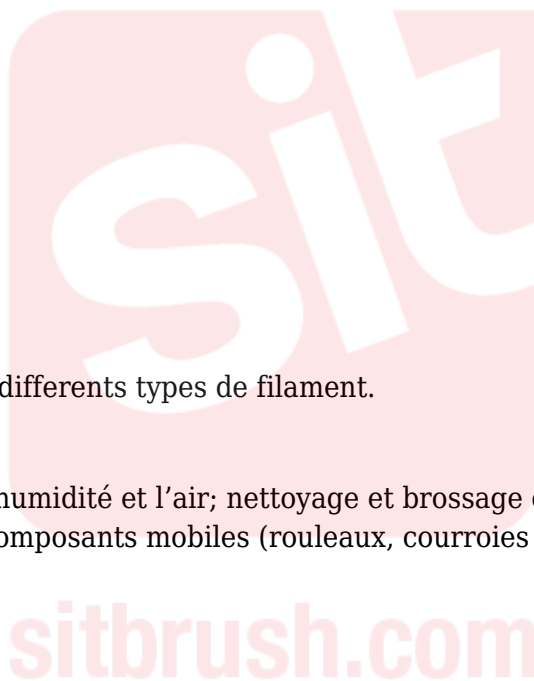 sit
differents types de filament.
humidité et l’air; nettoyage et brossage
omposants mobiles (rouleaux, courroies
sitbrush.com